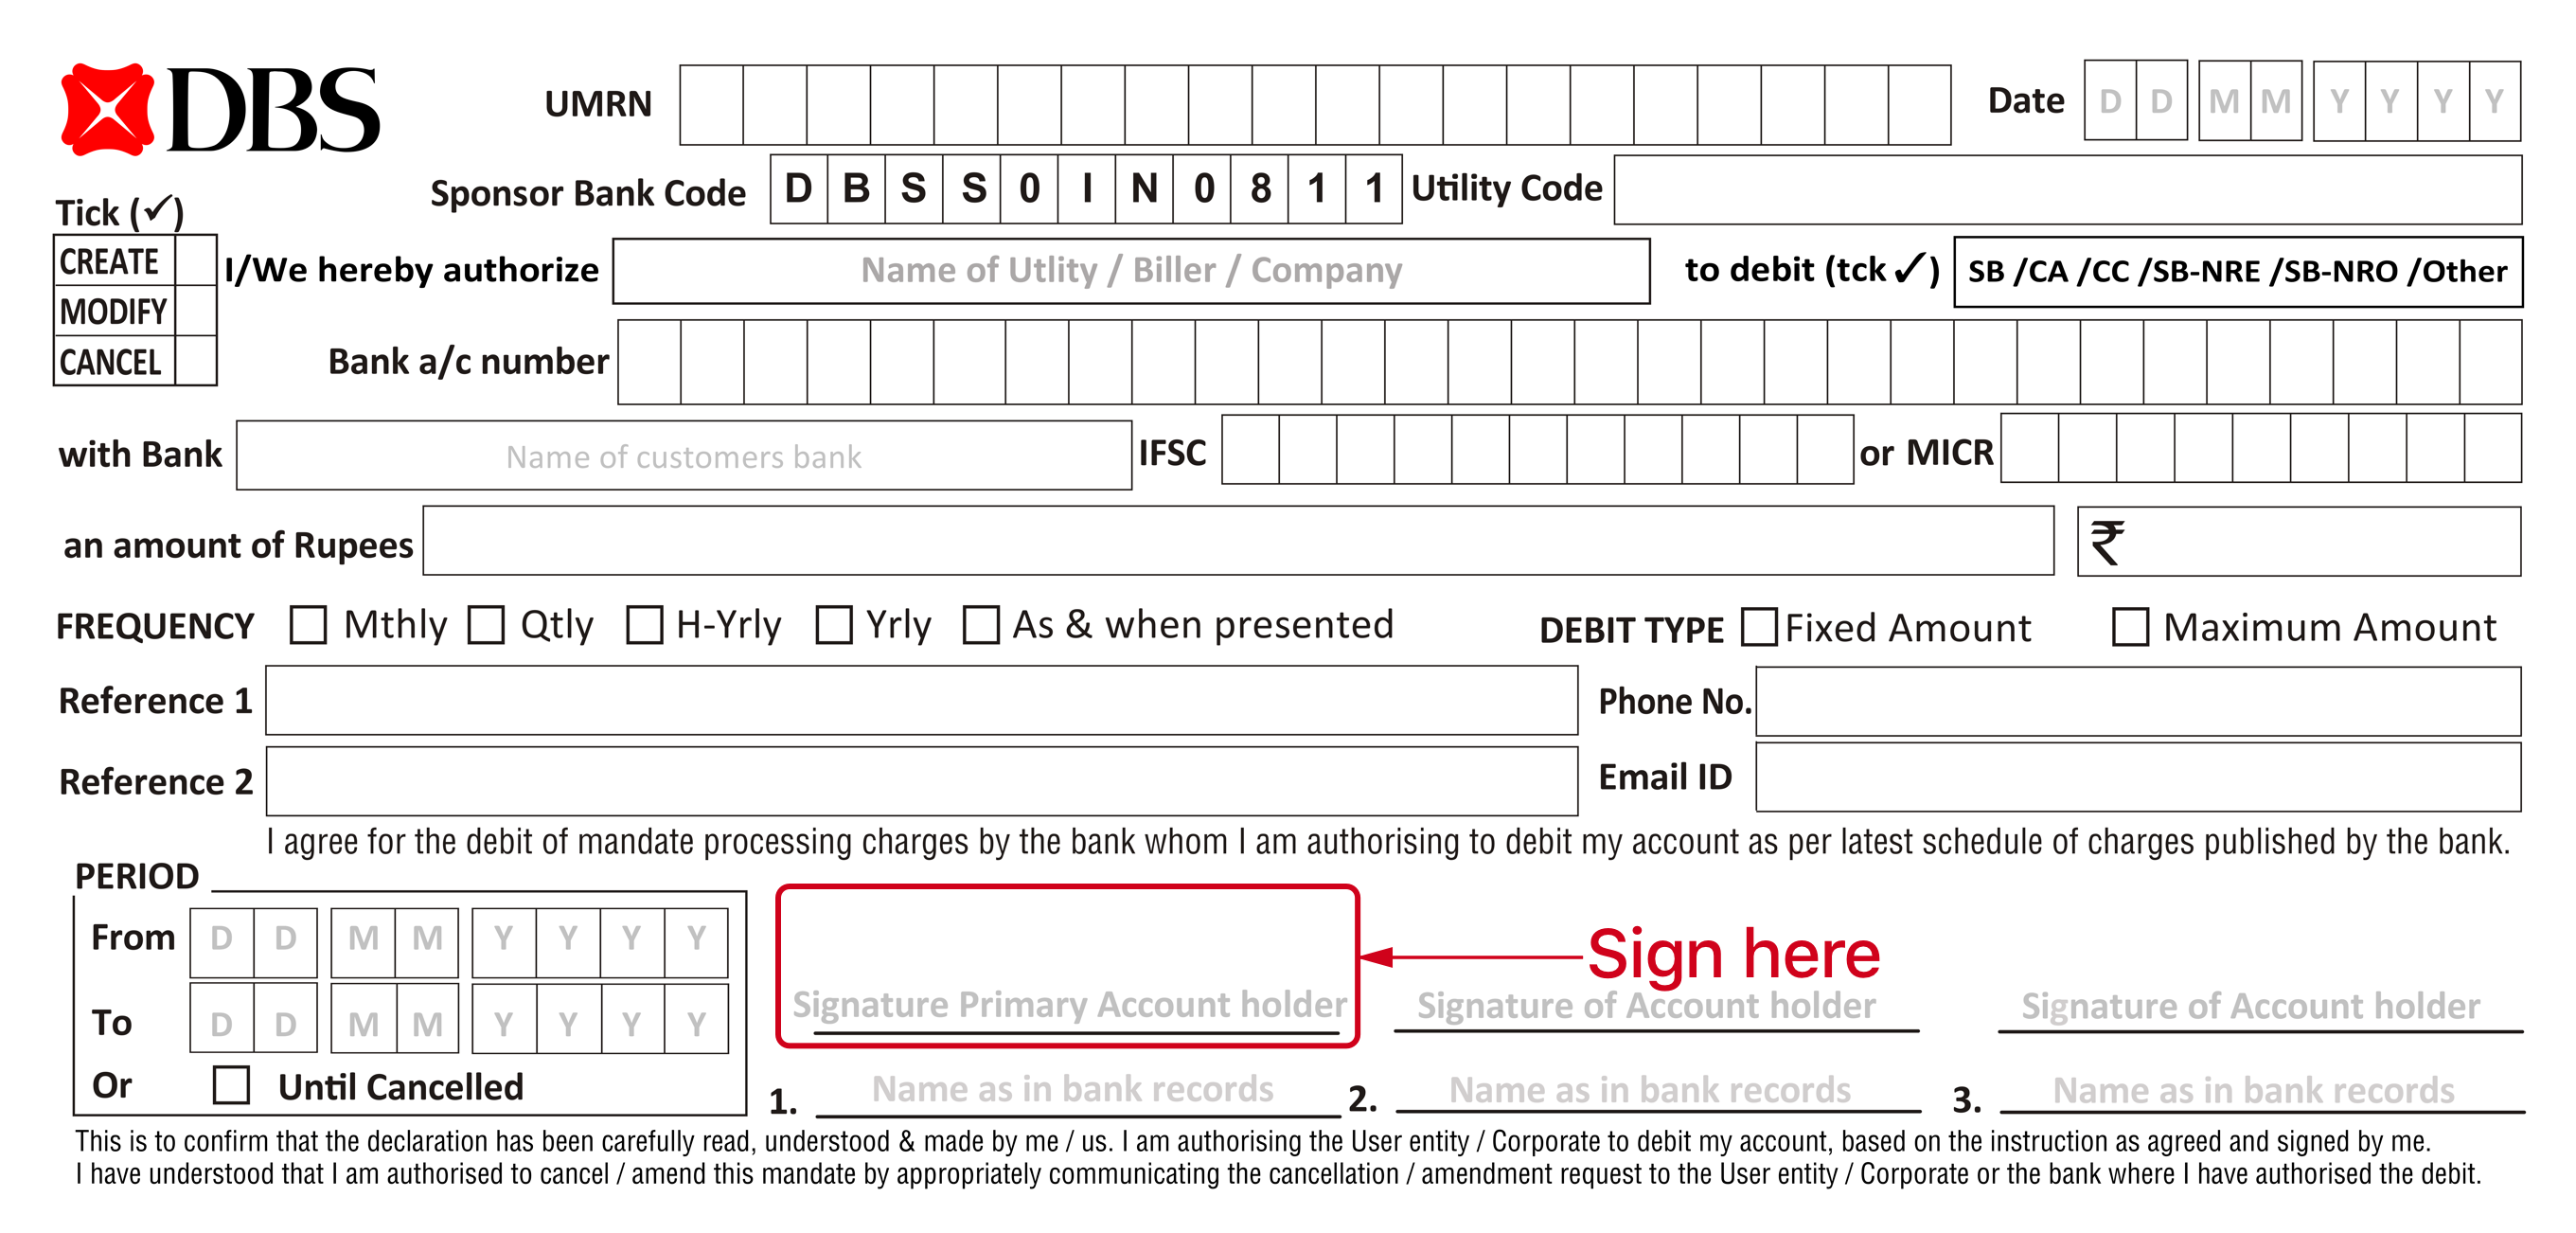 DBS
UMRN Date D D M M Y Y Y Y
Sponsor Bank Code D B S S 0 I N 0 8 1 1 Utility Code
Tick (✓)
CREATE
MODIFY
CANCEL
I/We hereby authorize Name of Utlity / Biller / Company to debit (tck ✓) SB /CA /CC /SB-NRE /SB-NRO /Other
Bank a/c number
with Bank Name of customers bank IFSC or MICR
an amount of Rupees ₹
FREQUENCY Mthly Qtly H-Yrly Yrly As & when presented DEBIT TYPE Fixed Amount Maximum Amount
Reference 1 Phone No.
Reference 2 Email ID
I agree for the debit of mandate processing charges by the bank whom I am authorising to debit my account as per latest schedule of charges published by the bank.
PERIOD
From D D M M Y Y Y Y
To D D M M Y Y Y Y
Or Until Cancelled
Sign here
Signature Primary Account holder Signature of Account holder Signature of Account holder
1. Name as in bank records 2. Name as in bank records 3. Name as in bank records
This is to confirm that the declaration has been carefully read, understood & made by me / us. I am authorising the User entity / Corporate to debit my account, based on the instruction as agreed and signed by me.
I have understood that I am authorised to cancel / amend this mandate by appropriately communicating the cancellation / amendment request to the User entity / Corporate or the bank where I have authorised the debit.